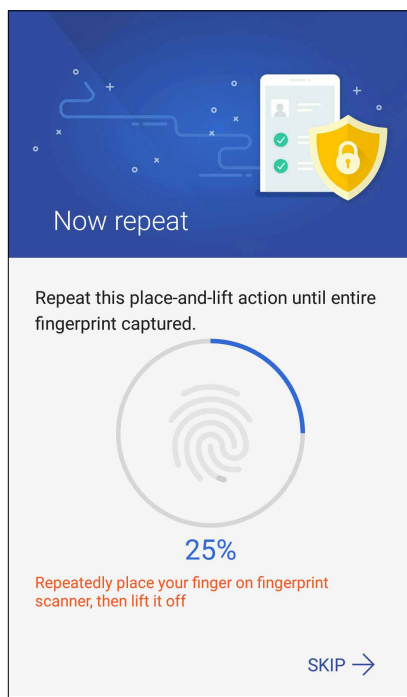 Now repeat
Repeat this place-and-lift action until entire
fingerprint captured.
25%
Repeatedly place your finger on fingerprint
scanner, then lift it off
SKIP